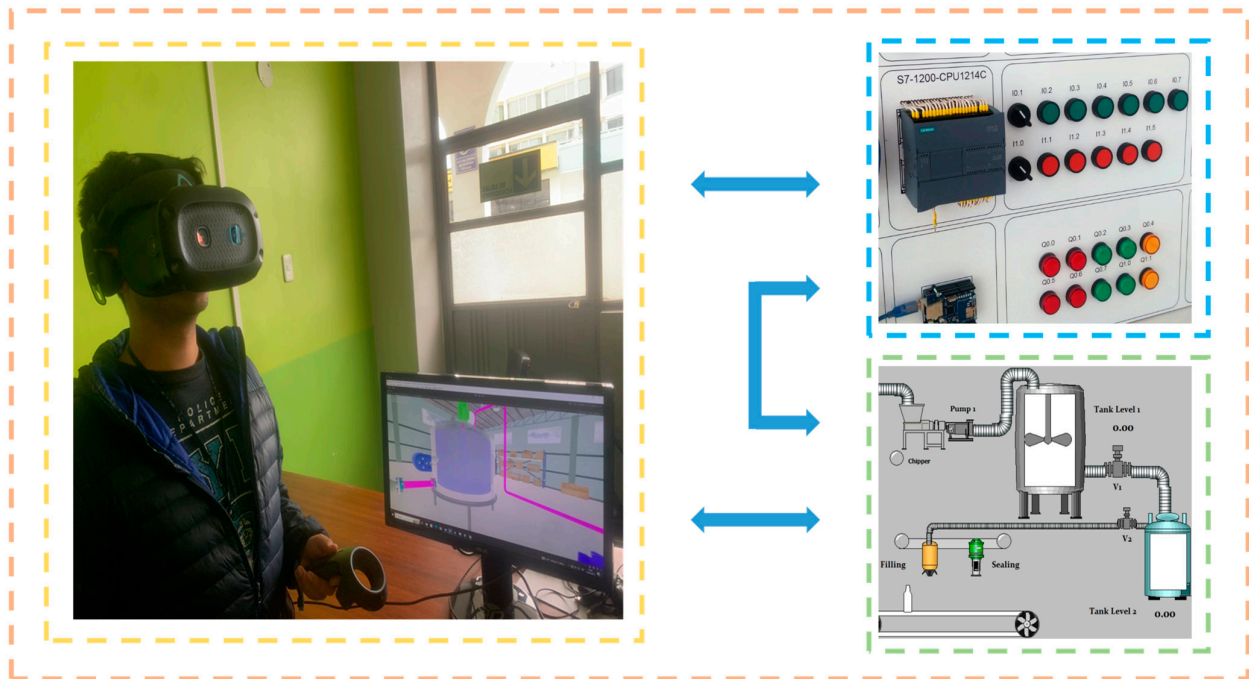 POLICE
DEPARTMENT
S7-1200-CPU1214C
SIEMENS
I0.1 I0.2 I0.3 I0.4 I0.5 I0.6 I0.7
I1.0 I1.1 I1.2 I1.3 I1.4 I1.5
Q0.0 Q0.1 Q0.2 Q0.3 Q0.4
Q0.5 Q0.6 Q0.7 Q1.0 Q1.1
Pump 1
Tank Level 1
0.00
Chipper
V1
V2
Filling
Sealing
Tank Level 2
0.00